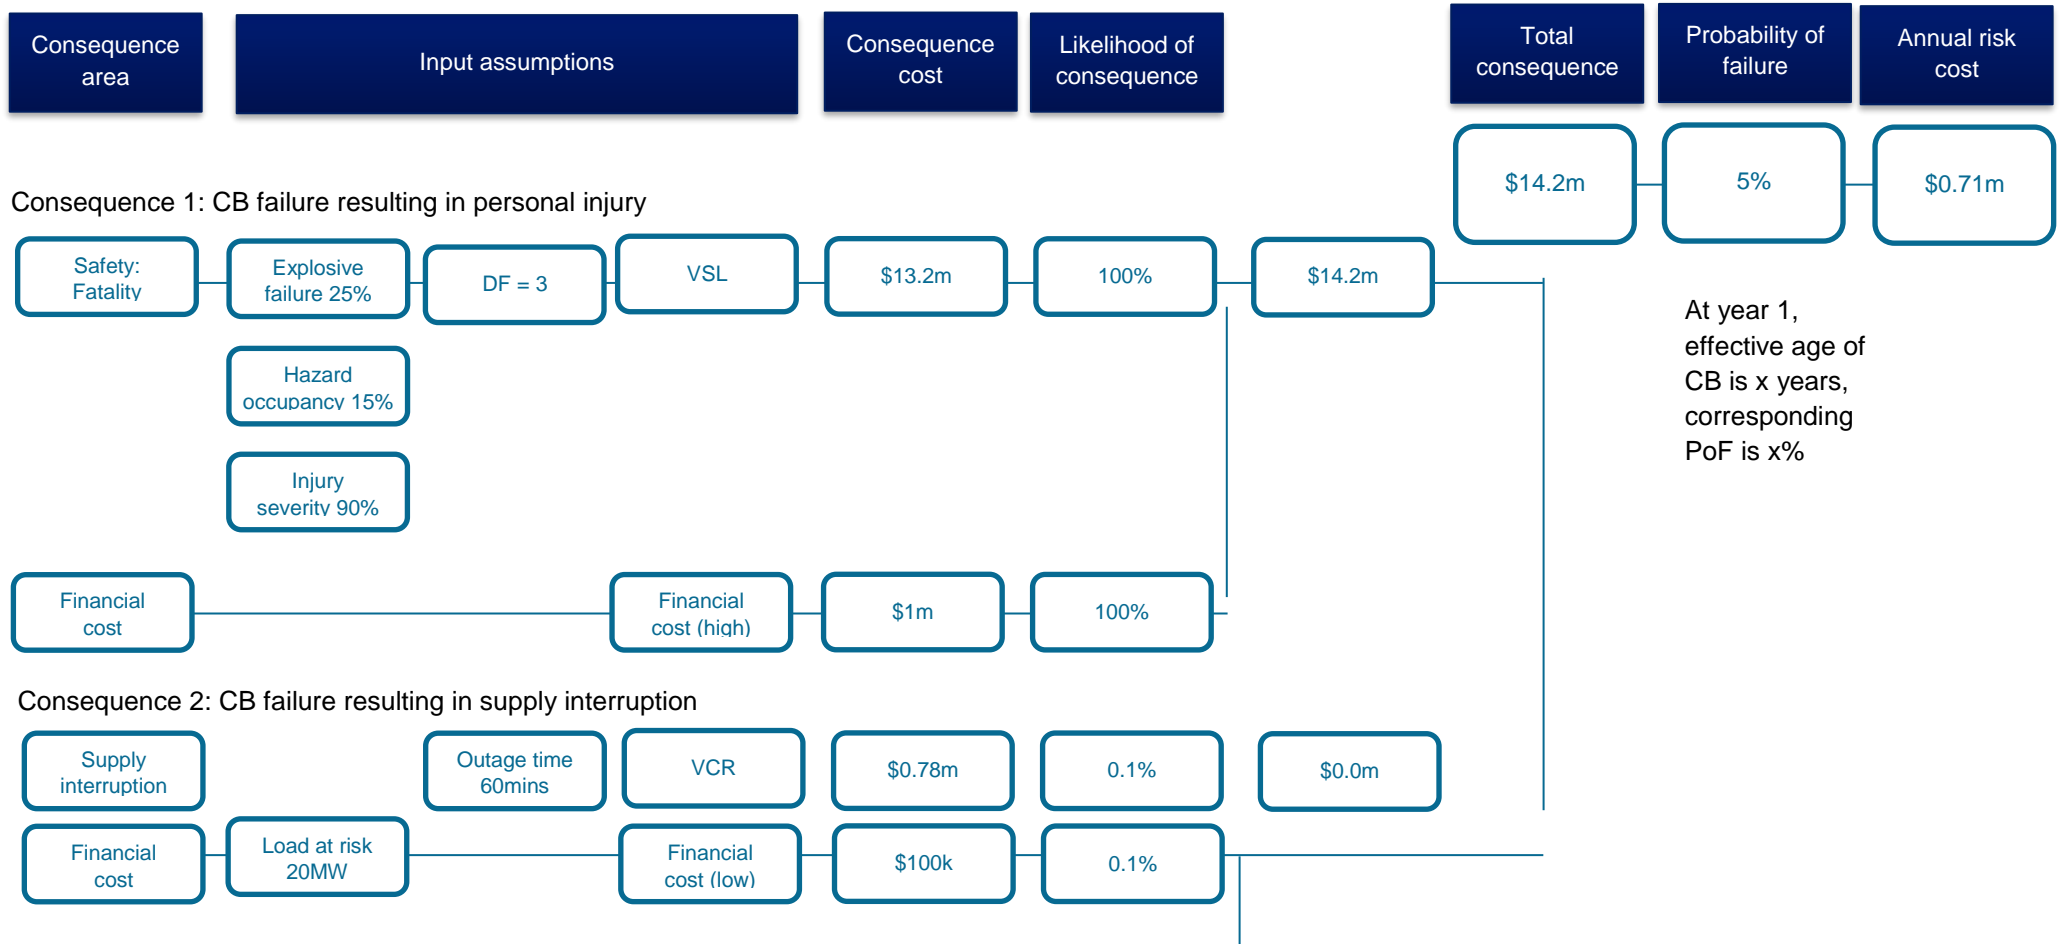 Consequence
area
Input assumptions
Consequence
cost
Likelihood of
consequence
Total
consequence
Probability of
failure
Annual risk
cost
$14.2m
5%
$0.71m
Consequence 1: CB failure resulting in personal injury
Safety:
Fatality
Explosive
failure 25%
DF = 3
VSL
$13.2m
100%
$14.2m
Hazard
occupancy 15%
Injury
severity 90%
At year 1,
effective age of
CB is x years,
corresponding
PoF is x%
Financial
cost
Financial
cost (high)
$1m
100%
Consequence 2: CB failure resulting in supply interruption
Supply
interruption
Outage time
60mins
VCR
$0.78m
0.1%
$0.0m
Financial
cost
Load at risk
20MW
Financial
cost (low)
$100k
0.1%